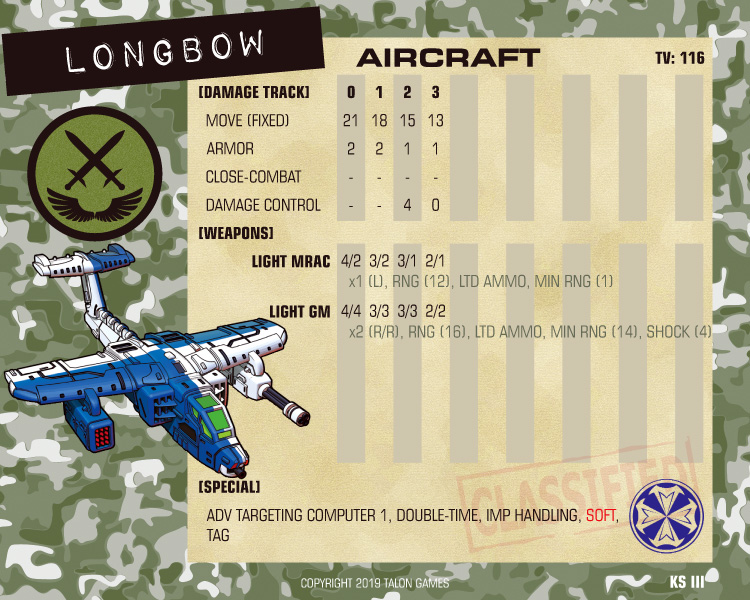 LONGBOW
AIRCRAFT TV: 116
[DAMAGE TRACK] 0 1 2 3
MOVE (FIXED) 21 18 15 13
ARMOR 2 2 1 1
CLOSE-COMBAT - - - -
DAMAGE CONTROL - - 4 0
[WEAPONS]
LIGHT MRAC 4/2 3/2 3/1 2/1
x1 (L), RNG (12), LTD AMMO, MIN RNG (1)
LIGHT GM 4/4 3/3 3/3 2/2
x2 (R/R), RNG (16), LTD AMMO, MIN RNG (14), SHOCK (4)
CLASSIFIED
[SPECIAL]
ADV TARGETING COMPUTER 1, DOUBLE-TIME, IMP HANDLING, SOFT,
TAG
COPYRIGHT 2019 TALON GAMES KS III